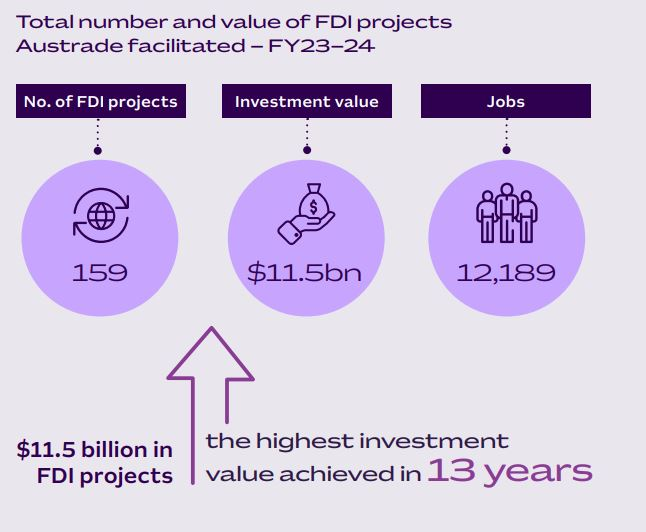 Total number and value of FDI projects
Austrade facilitated – FY23–24
No. of FDI projects
Investment value
Jobs
159
$11.5bn
12,189
$11.5 billion in
FDI projects
the highest investment
value achieved in 13 years